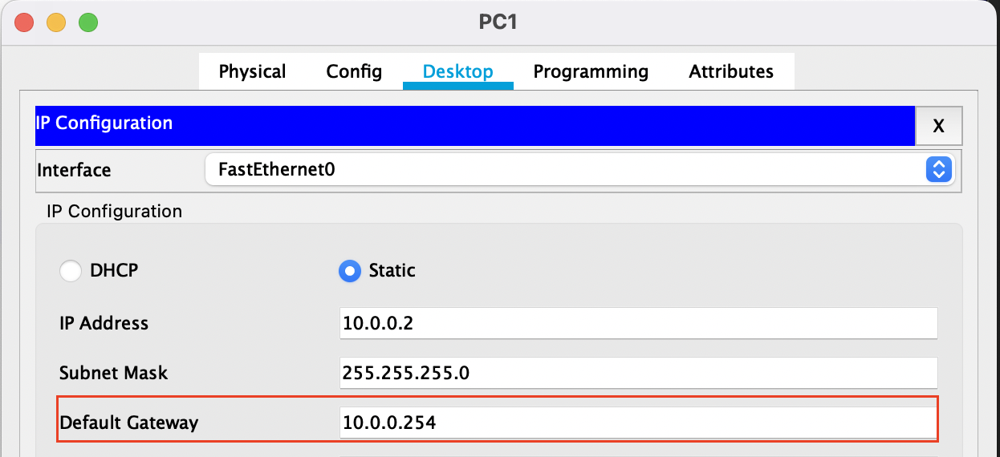 PC1
Physical Config Desktop Programming Attributes
IP Configuration X
Interface FastEthernet0
IP Configuration
DHCP Static
IP Address 10.0.0.2
Subnet Mask 255.255.255.0
Default Gateway 10.0.0.254